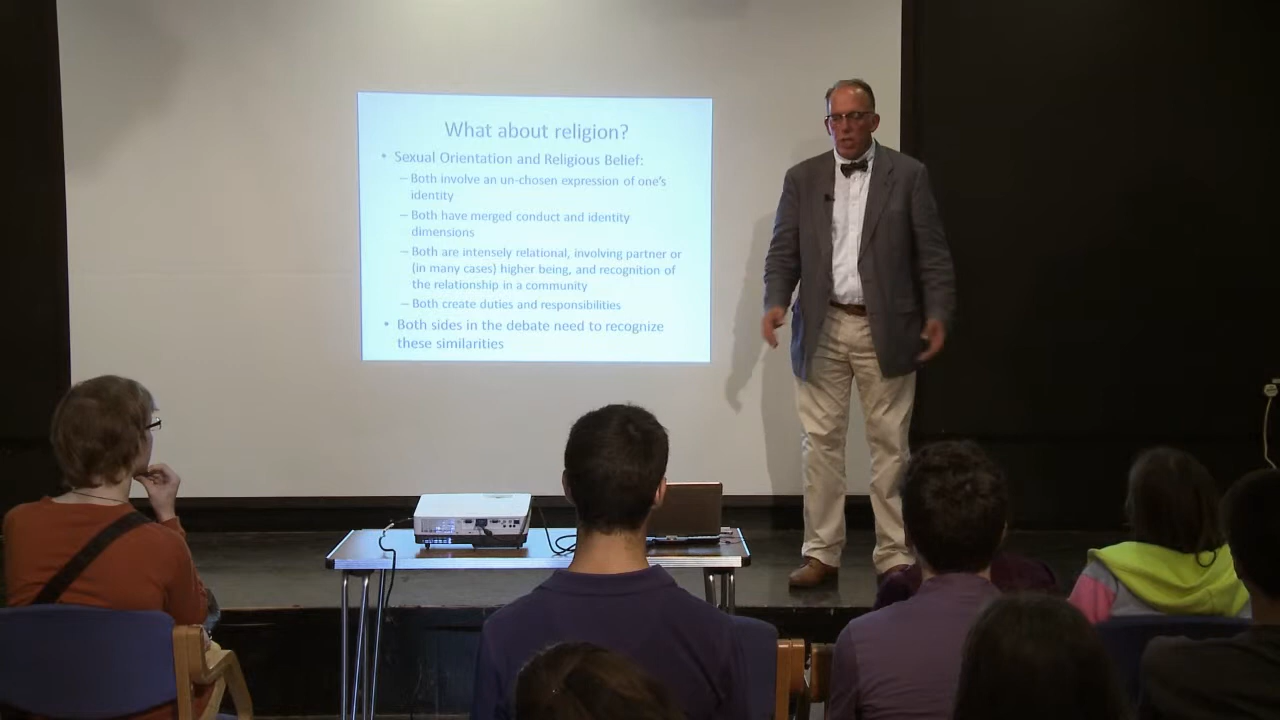 What about religion?
• Sexual Orientation and Religious Belief:
– Both involve an un-chosen expression of one's
identity
– Both have merged conduct and identity
dimensions
– Both are intensely relational, involving partner or
(in many cases) higher being, and recognition of
the relationship in a community
– Both create duties and responsibilities
• Both sides in the debate need to recognize
these similarities